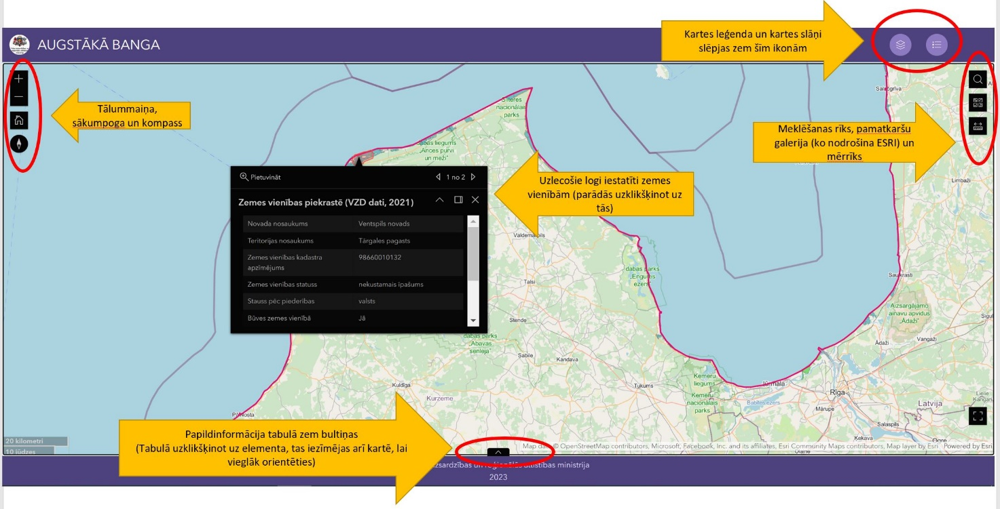 Kartes leģenda un kartes slāņi
slēpjas zem šīm ikonām
AUGSTĀKĀ BANGA
Tālummaiņa,
sākumpoga un kompass
Meklēšanas rīks, pamatkaršu
galerija (ko nodrošina ESRI) un
mērrīks
Uzlecošie logi iestatīti zemes
vienībām (parādās uzklikšķinot uz
tās)
Pietuvināt
1 no 2
Zemes vienības piekrastē (VZD dati, 2021)
Novada nosaukums Ventspils novads
Teritorijas nosaukums Tārgales pagasts
Zemes vienības kadastra 98660010132
apzīmējums
Zemes vienības statuss nekustamais īpašums
Stauss pēc piederības valsts
Būves zemes vienībā Jā
Slīteres
nacionālais
parks
dabas liegums
„Ances purvi
un meži"
Salacgrīva
Limbaži
Valdemārpils
Talsi
dabas parks
„Engures
ezers"
Saulkrasti
Aizsargājamo
ainavu apvidus
„Ādaži"
Stende
Vangaži
Ādaži
dabas parks
„Abavas
senleja"
Sabile
Kandava
Ķemeru
liegums
Ķemeru
nacionālais
parks
Tukums
Jūrmala
Rīga
Babītes ezers
Mārupe
Latvija
Salaspils
Ķekava
Ogre
Olaine
Kuldīga
Kurzeme
Pāvilosta
20 kilometri
10 jūdzes
Papildinformācija tabulā zem bultiņas
(Tabulā uzklikšķinot uz elementa, tas iezīmējas arī kartē, lai
vieglāk orientēties)
Map data © OpenStreetMap contributors, Microsoft, Facebook, Inc. and its affiliates, Esri Community Maps contributors, Map layer by Esri Powered by Esri
un reģionālās attīstības ministrija
2023